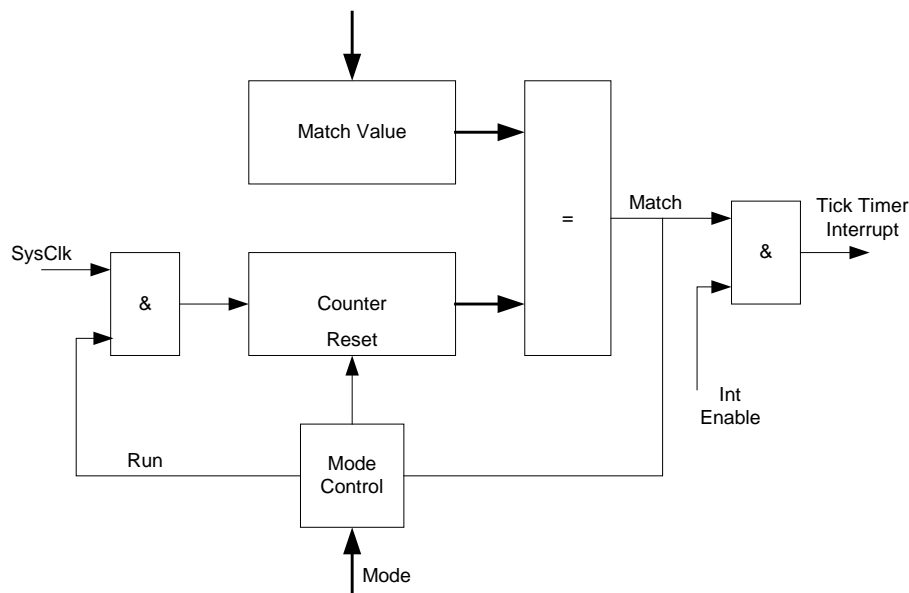 Match Value
=
Match
Tick Timer
Interrupt
&
SysClk
&
Counter
Reset
Int
Enable
Run
Mode
Control
Mode